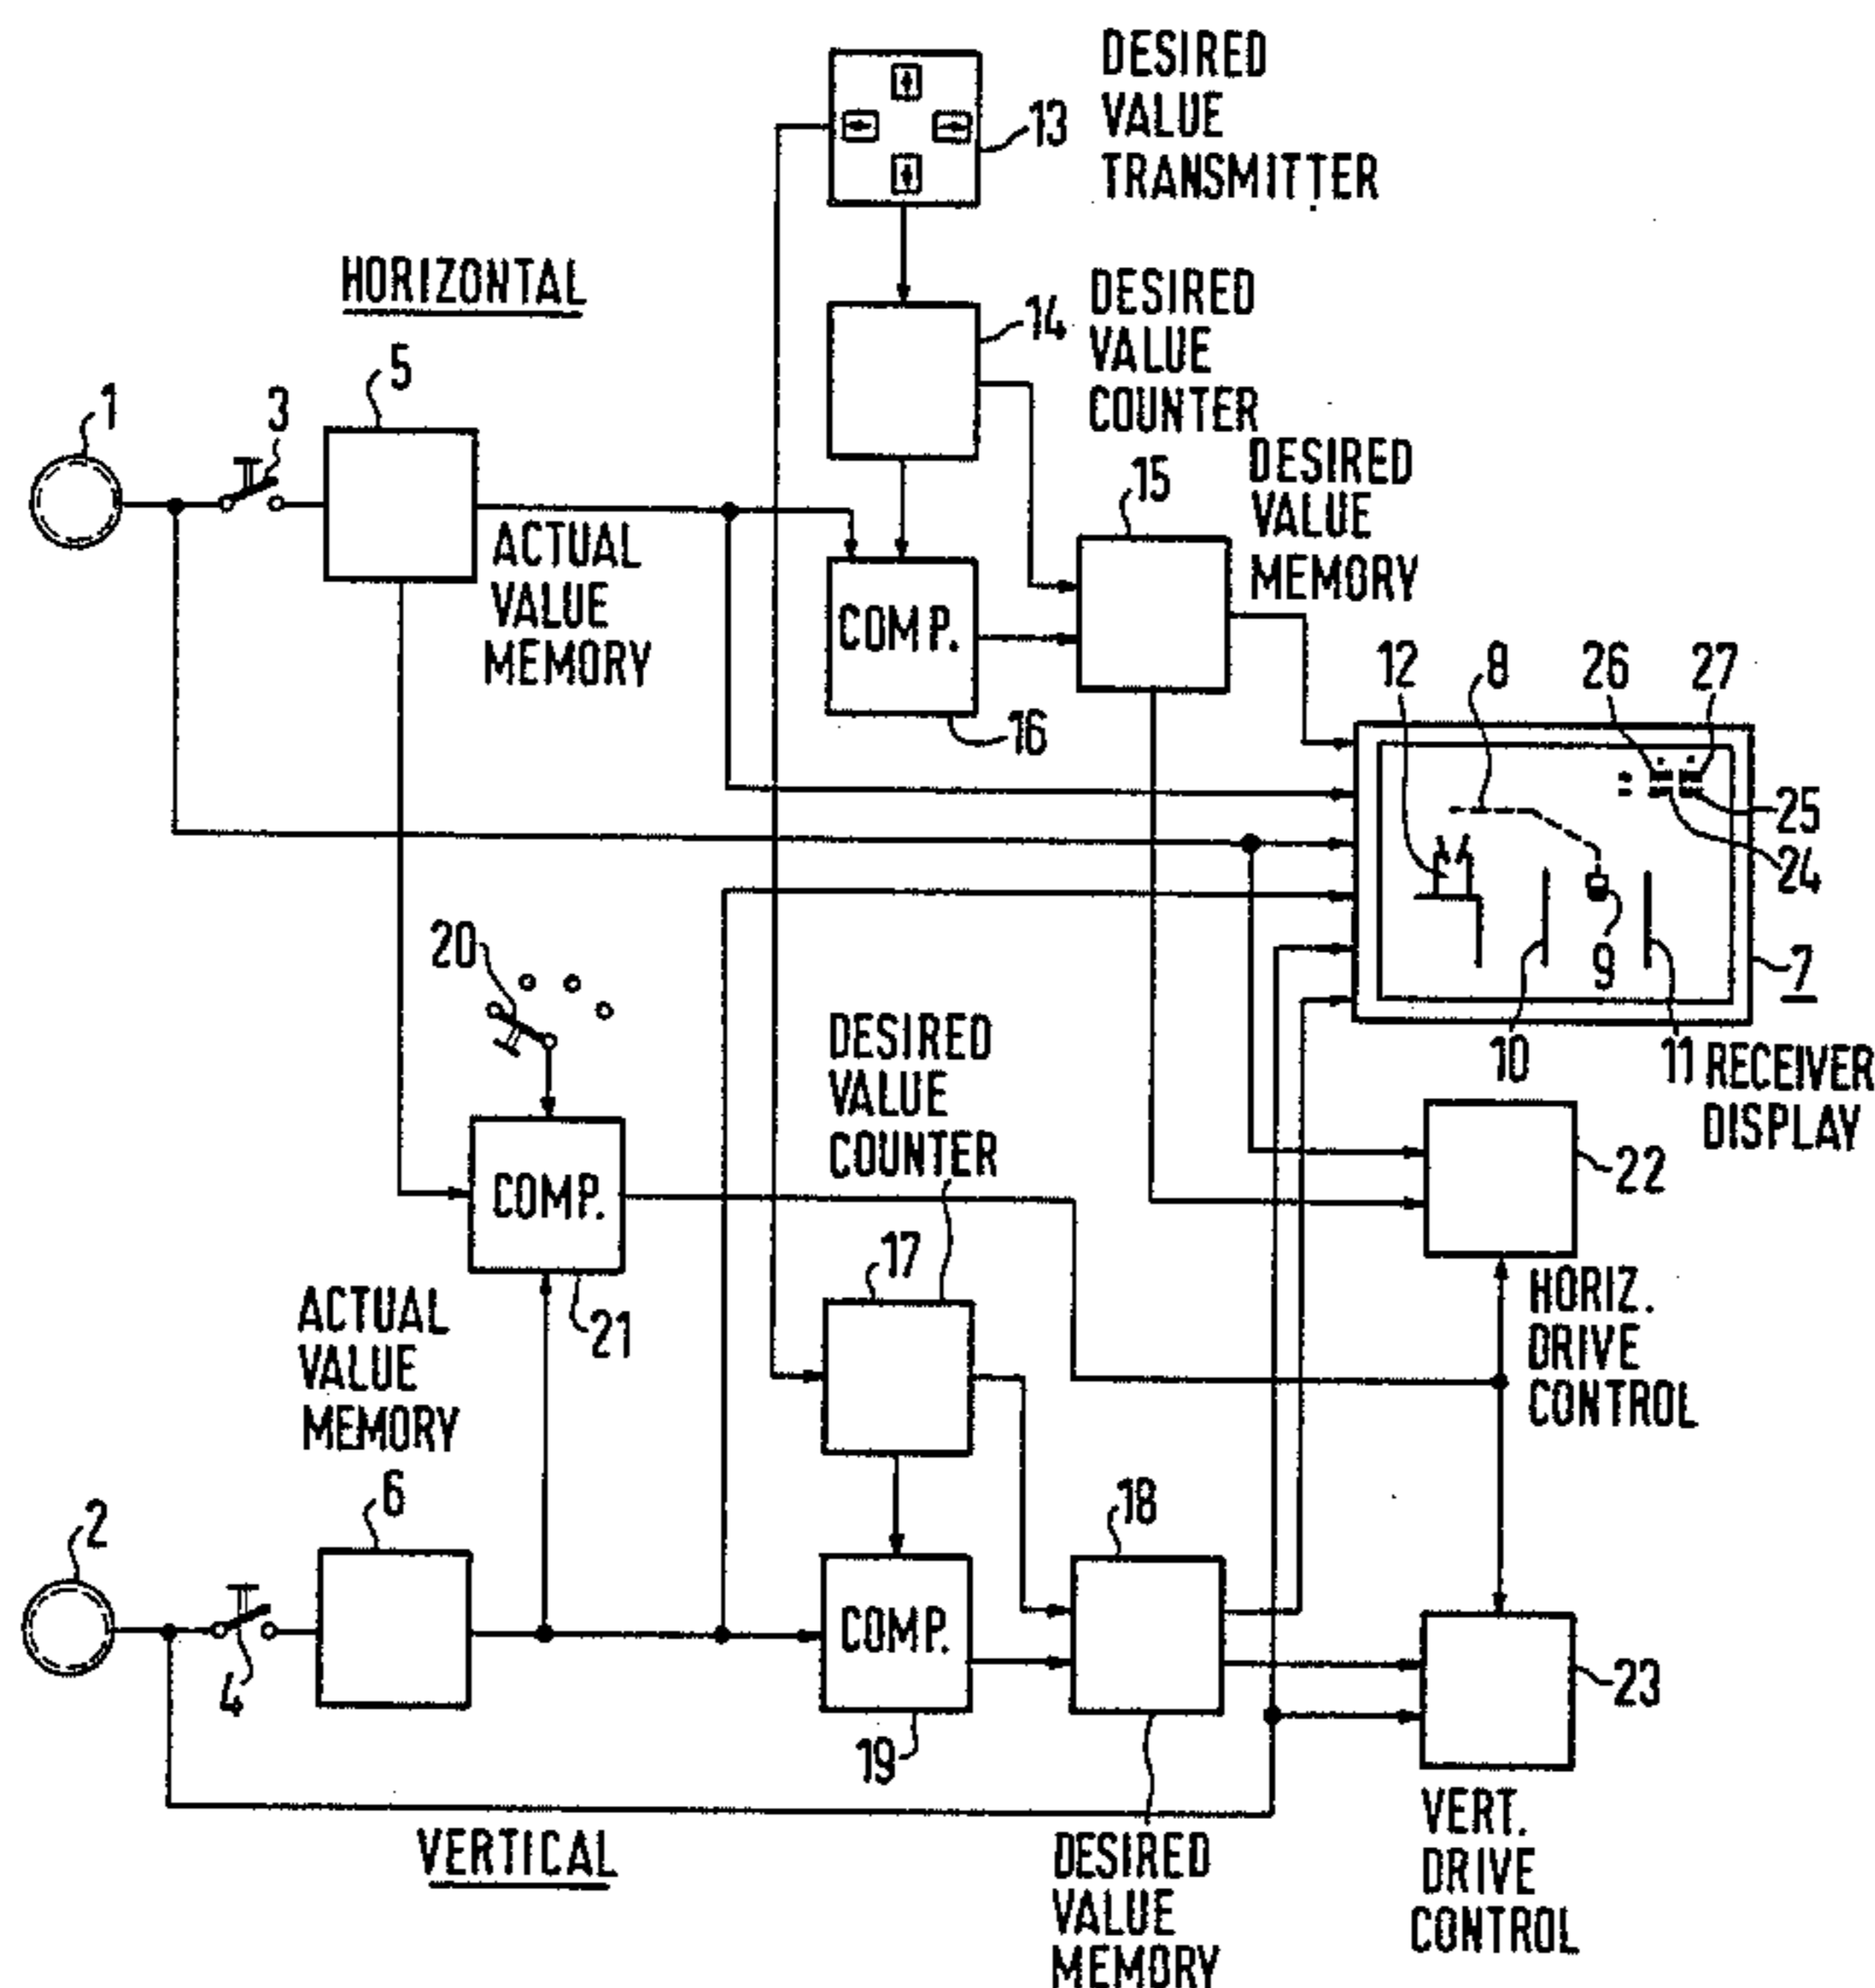 DESIRED
VALUE
TRANSMITTER
13
HORIZONTAL
14
DESIRED
VALUE
COUNTER
1
3
5
ACTUAL
VALUE
MEMORY
15
DESIRED
VALUE
MEMORY
COMP.
16
12
8
26
27
25
24
9
7
10
11
RECEIVER
DISPLAY
20
DESIRED
VALUE
COUNTER
COMP.
21
17
22
HORIZ.
DRIVE
CONTROL
ACTUAL
VALUE
MEMORY
2
4
6
COMP.
19
18
23
VERTICAL
DESIRED
VALUE
MEMORY
VERT.
DRIVE
CONTROL